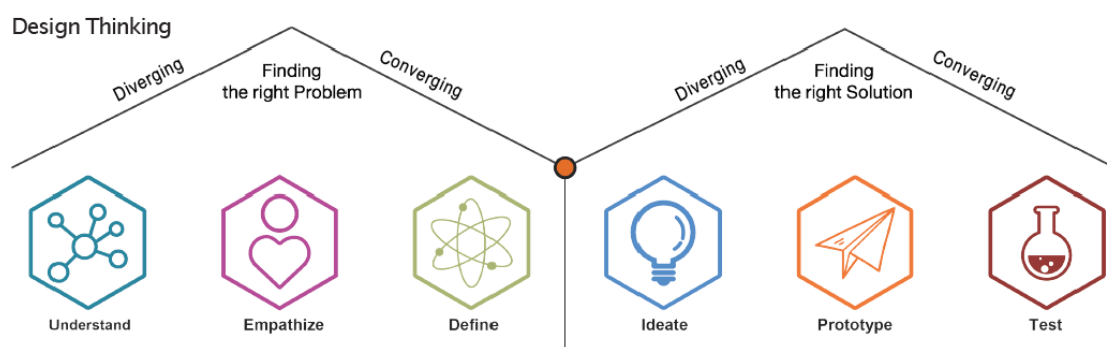 Design Thinking
Diverging
Finding
the right Problem
Converging
Diverging
Finding
the right Solution
Converging
Understand
Empathize
Define
Ideate
Prototype
Test